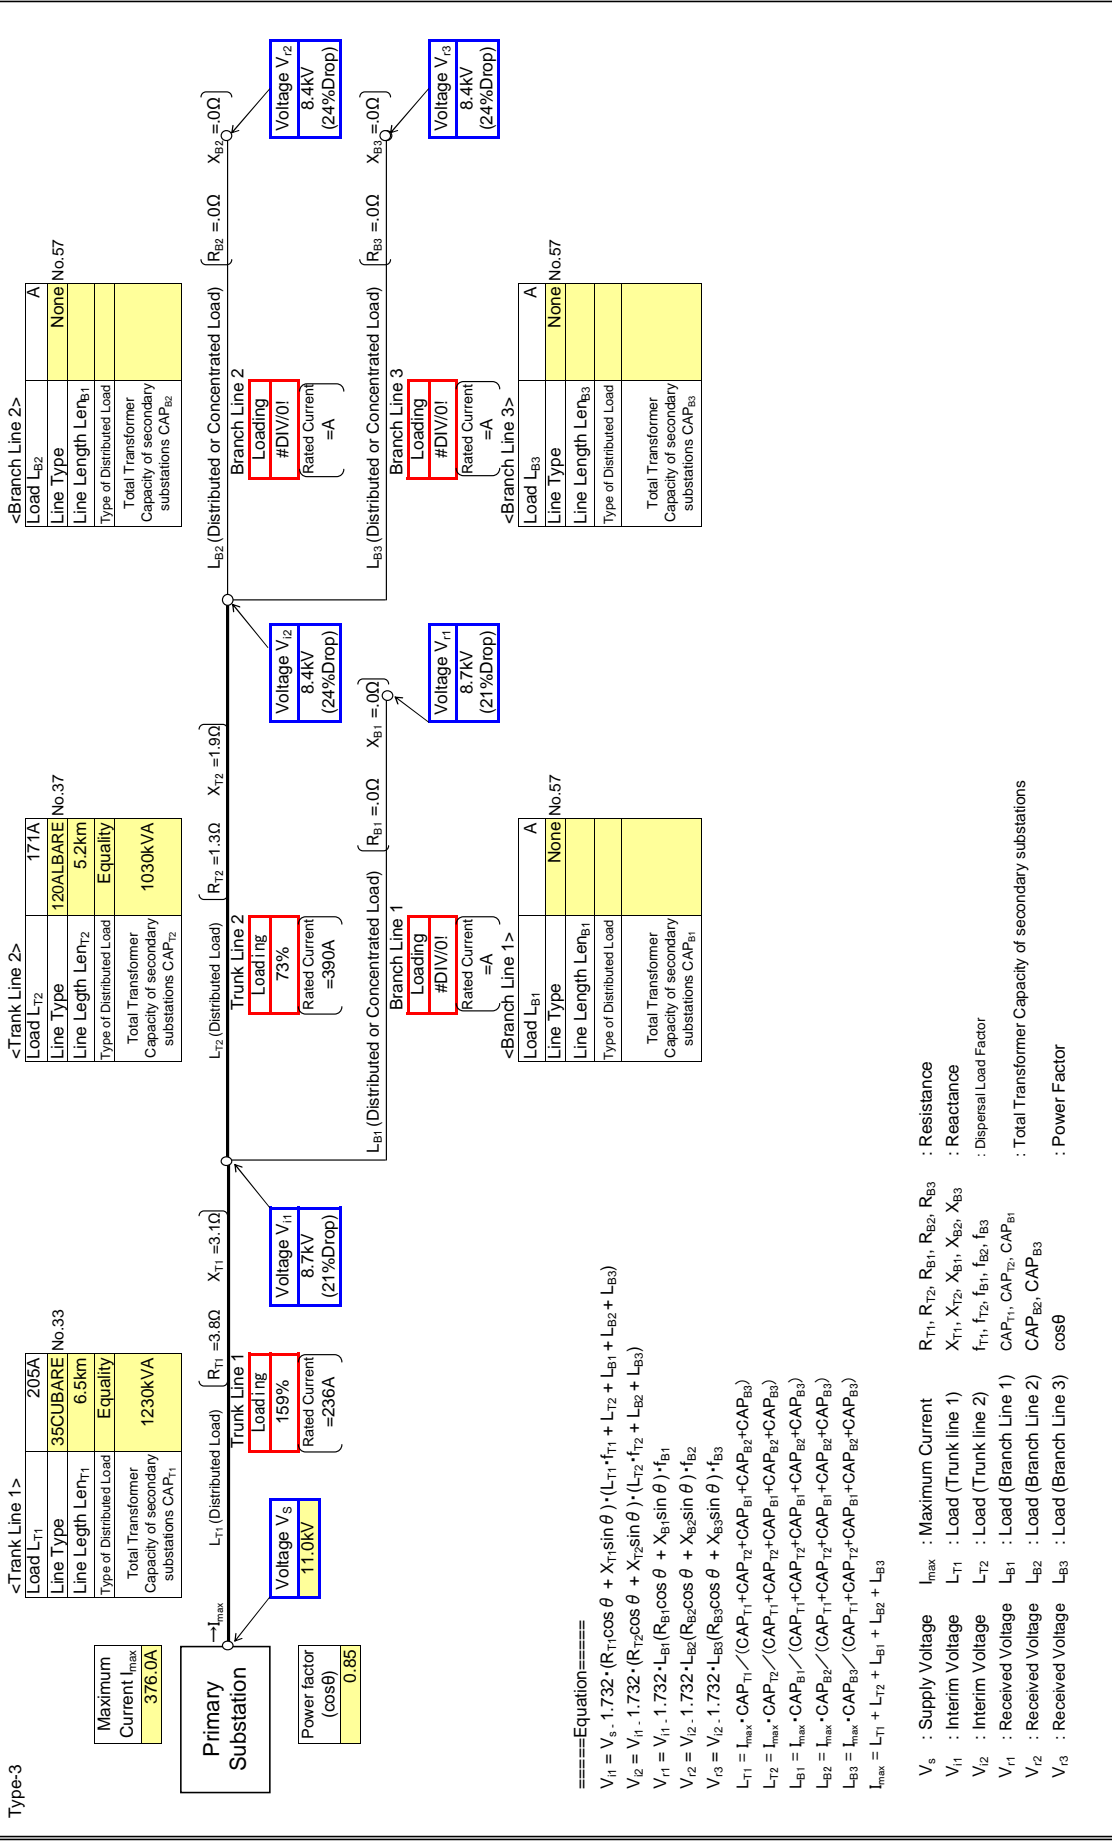 Type-3
Maximum
Current Imax
376.0A
Primary
Substation
Power factor
(cosθ)
0.85
→Imax
Voltage VS
11.0kV
<Trank Line 1>
Load LT1 205A
Line Type 35CUBARE No.33
Line Legth LenT1 6.5km
Type of Distributed Load Equality
Total Transformer
Capacity of secondary
substations CAPT1
1230kVA
LT1 (Distributed Load)
RT1 =3.8Ω XT1 =3.1Ω
Trunk Line 1
Loading
159%
Rated Current
=236A
Voltage Vi1
8.7kV
(21%Drop)
<Trank Line 2>
Load LT2 171A
Line Type 120ALBARE No.37
Line Legth LenT2 5.2km
Type of Distributed Load Equality
Total Transformer
Capacity of secondary
substations CAPT2
1030kVA
LT2 (Distributed Load)
RT2 =1.3Ω XT2 =1.9Ω
Trunk Line 2
Loading
73%
Rated Current
=390A
Voltage Vi2
8.4kV
(24%Drop)
LB1 (Distributed or Concentrated Load)
RB1 =.0Ω XB1 =.0Ω
Branch Line 1
Loading
#DIV/0!
Rated Current
=A
Voltage Vr1
8.7kV
(21%Drop)
<Branch Line 1>
Load LB1 A
Line Type None No.57
Line Length LenB1
Type of Distributed Load
Total Transformer
Capacity of secondary
substations CAPB1
<Branch Line 2>
Load LB2 A
Line Type None No.57
Line Length LenB1
Type of Distributed Load
Total Transformer
Capacity of secondary
substations CAPB2
LB2 (Distributed or Concentrated Load)
RB2 =.0Ω XB2 =.0Ω
Branch Line 2
Loading
#DIV/0!
Rated Current
=A
Voltage Vr2
8.4kV
(24%Drop)
LB3 (Distributed or Concentrated Load)
RB3 =.0Ω XB3 =.0Ω
Branch Line 3
Loading
#DIV/0!
Rated Current
=A
Voltage Vr3
8.4kV
(24%Drop)
<Branch Line 3>
Load LB3 A
Line Type None No.57
Line Length LenB3
Type of Distributed Load
Total Transformer
Capacity of secondary
substations CAPB3
=====Equation=====
Vi1 = VS - 1.732・(RT1cosθ + XT1sinθ)・(LT1・fT1 + LT2 + LB1 + LB2 + LB3)
Vi2 = Vi1 - 1.732・(RT2cosθ + XT2sinθ)・(LT2・fT2 + LB2 + LB3)
Vr1 = Vi1 - 1.732・LB1(RB1cosθ + XB1sinθ)・fB1
Vr2 = Vi2 - 1.732・LB2(RB2cosθ + XB2sinθ)・fB2
Vr3 = Vi2 - 1.732・LB3(RB3cosθ + XB3sinθ)・fB3
LT1 = Imax・CAPT1／(CAPT1+CAPT2+CAPB1+CAPB2+CAPB3)
LT2 = Imax・CAPT2／(CAPT1+CAPT2+CAPB1+CAPB2+CAPB3)
LB1 = Imax・CAPB1／(CAPT1+CAPT2+CAPB1+CAPB2+CAPB3)
LB2 = Imax・CAPB2／(CAPT1+CAPT2+CAPB1+CAPB2+CAPB3)
LB3 = Imax・CAPB3／(CAPT1+CAPT2+CAPB1+CAPB2+CAPB3)
Imax = LT1 + LT2 + LB1 + LB2 + LB3
Vs : Supply Voltage Imax : Maximum Current RT1, RT2, RB1, RB2, RB3 : Resistance
Vi1 : Interim Voltage LT1 : Load (Trunk line 1) XT1, XT2, XB1, XB2, XB3 : Reactance
Vi2 : Interim Voltage LT2 : Load (Trunk line 2) fT1, fT2, fB1, fB2, fB3 : Dispersal Load Factor
Vr1 : Received Voltage LB1 : Load (Branch Line 1) CAPT1, CAPT2, CAPB1 : Total Transformer Capacity of secondary substations
Vr2 : Received Voltage LB2 : Load (Branch Line 2) CAPB2, CAPB3
Vr3 : Received Voltage LB3 : Load (Branch Line 3) cosθ : Power Factor